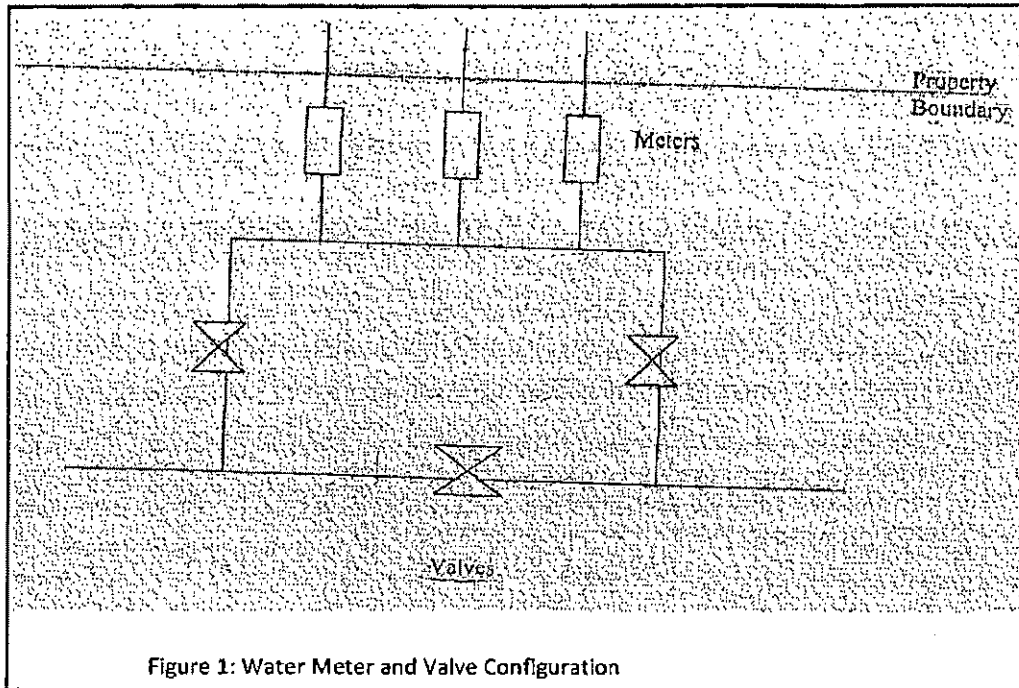 Property
Boundary
Meters
Valves
Figure 1: Water Meter and Valve Configuration